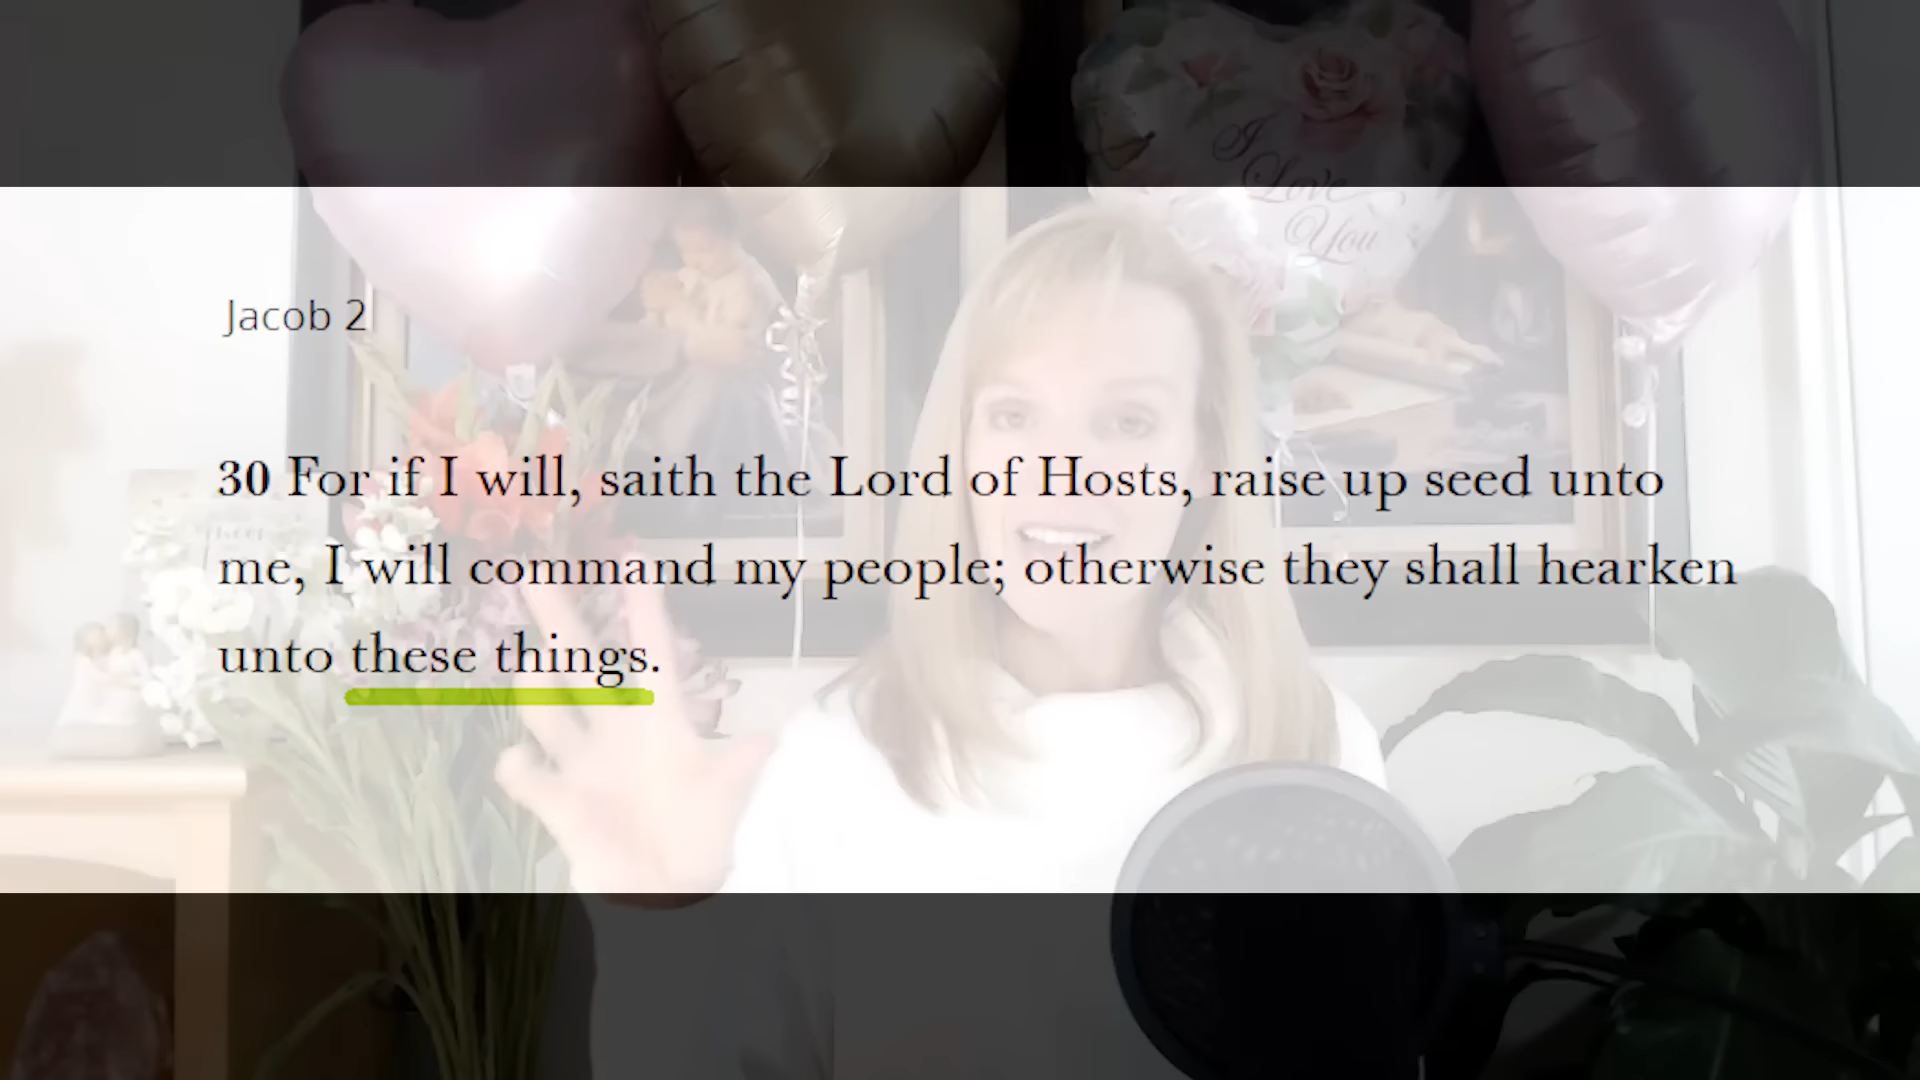 I
Love
You
Jacob 2
30 For if I will, saith the Lord of Hosts, raise up seed unto
me, I will command my people; otherwise they shall hearken
unto these things.